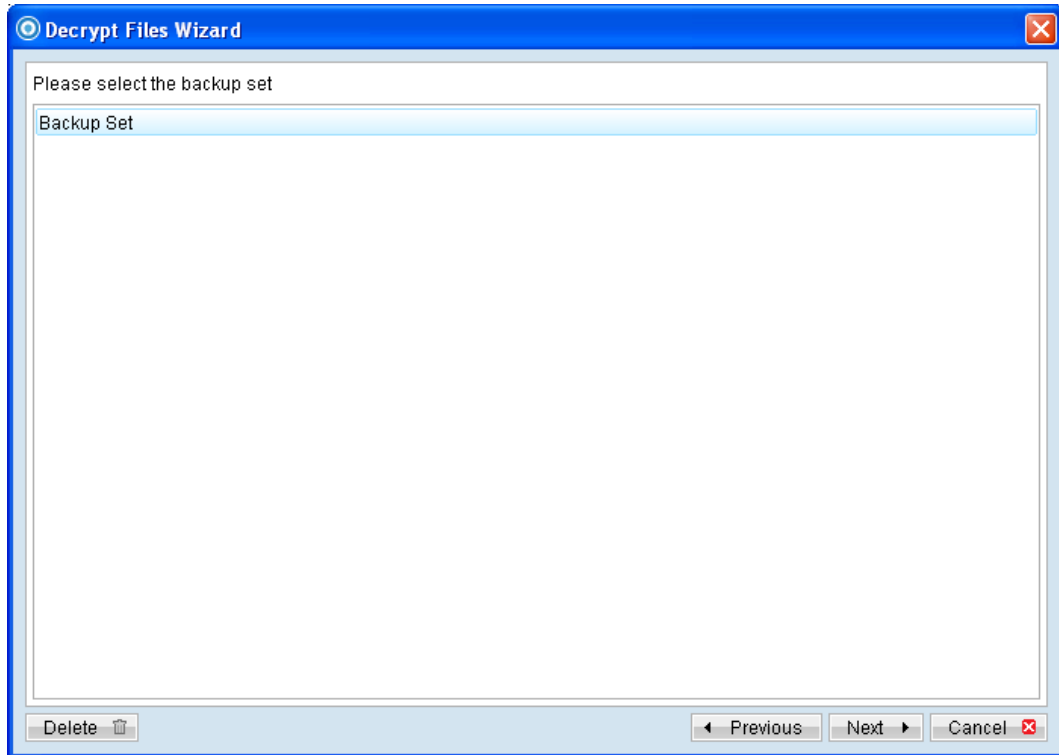 Decrypt Files Wizard
Please select the backup set
Backup Set
Delete Previous Next Cancel